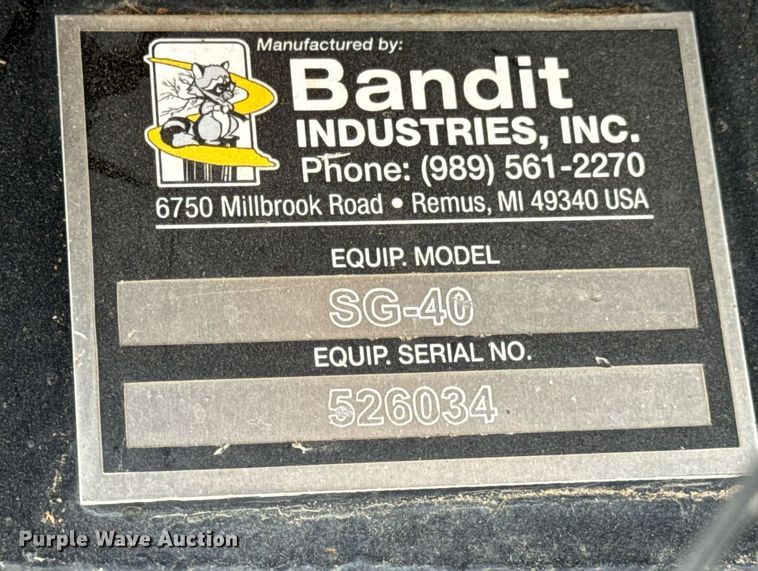 Manufactured by:
Bandit
INDUSTRIES, INC.
Phone: (989) 561-2270
6750 Millbrook Road • Remus, MI 49340 USA
EQUIP. MODEL
SG-40
EQUIP. SERIAL NO.
526034
Purple Wave Auction